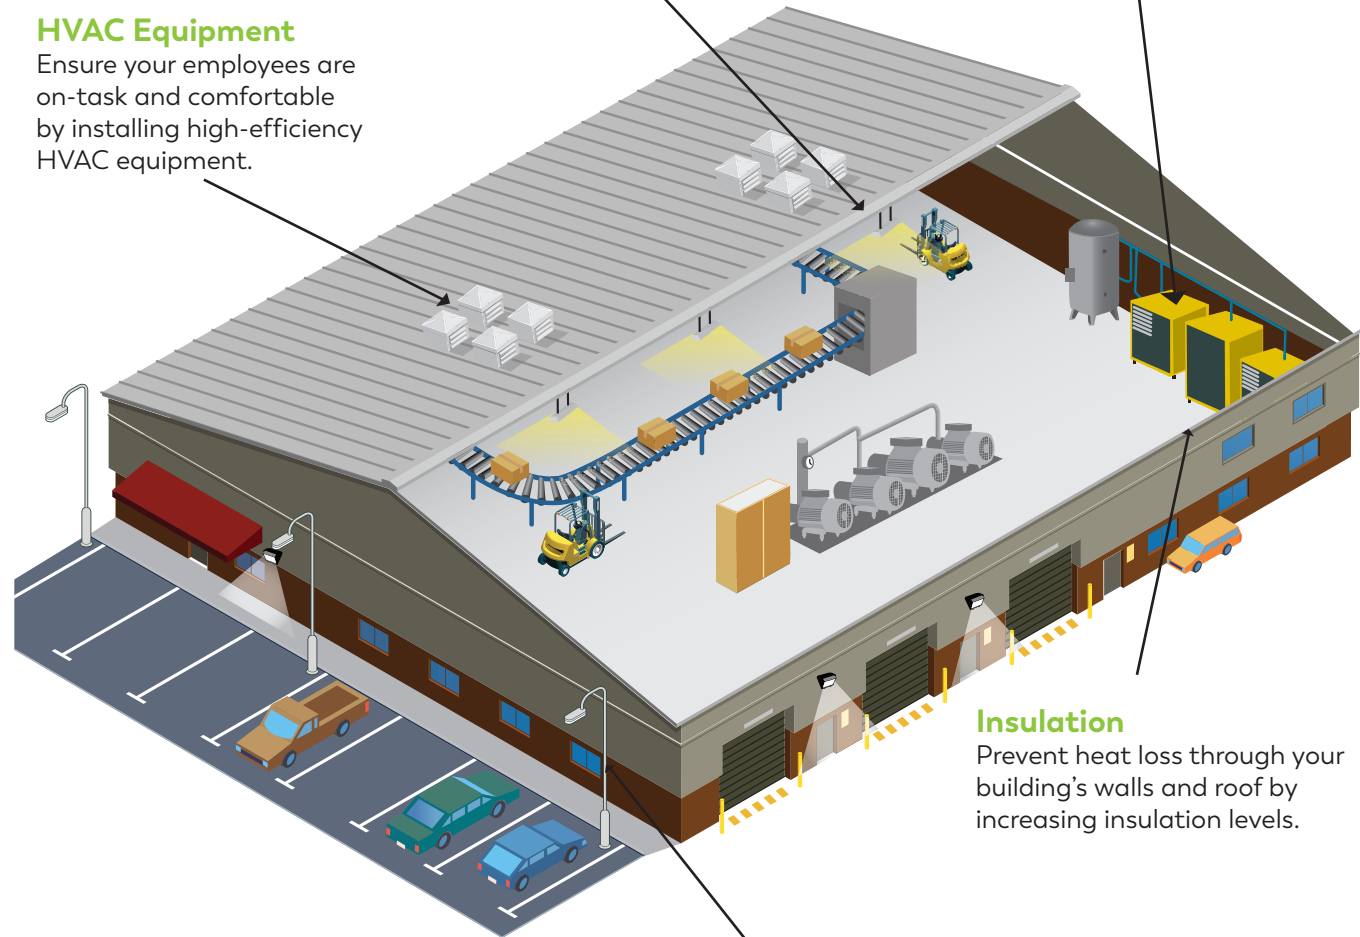 HVAC Equipment
Ensure your employees are
on-task and comfortable
by installing high-efficiency
HVAC equipment.
Insulation
Prevent heat loss through your
building’s walls and roof by
increasing insulation levels.